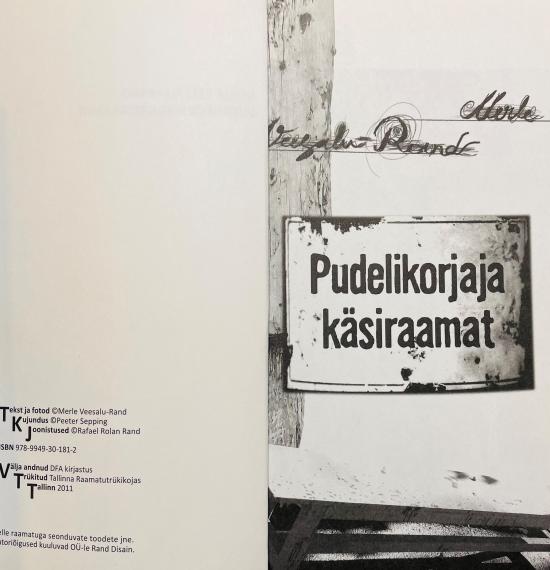 Tekst ja fotod ©Merle Veesalu-Rand
Kujundus ©Peeter Sepping
Joonistused ©Rafael Rolan Rand
ISBN 978-9949-30-181-2
Välja andnud DFA kirjastus
Trükitud Tallinna Raamatutrükikojas
Tallinn 2011
raamatuga seonduvate toodete jne.
kuuluvad OÜ-le Rand Disain.
Merle
Veesalu-Rand
Pudelikorjaja
käsiraamat